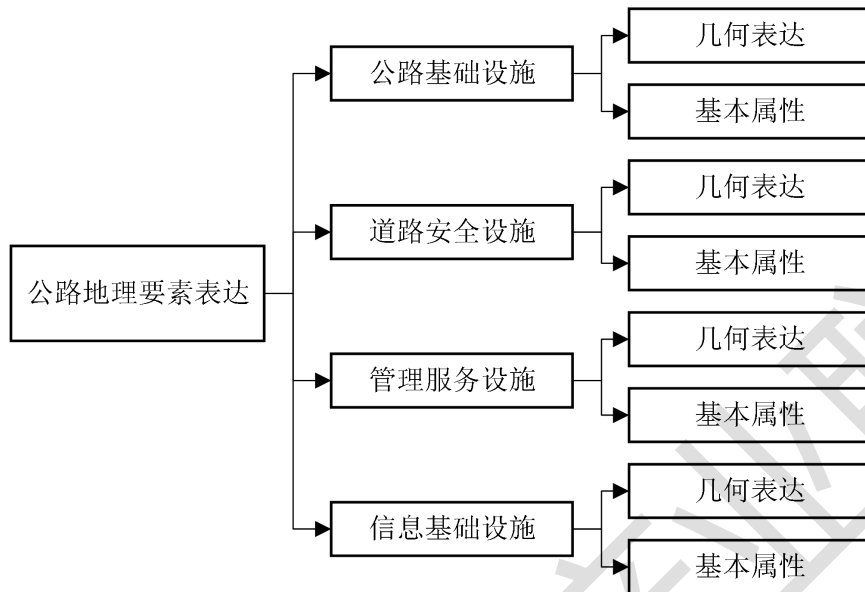 公路地理要素表达
公路基础设施
几何表达
基本属性
道路安全设施
几何表达
基本属性
管理服务设施
几何表达
基本属性
信息基础设施
几何表达
基本属性
产业联